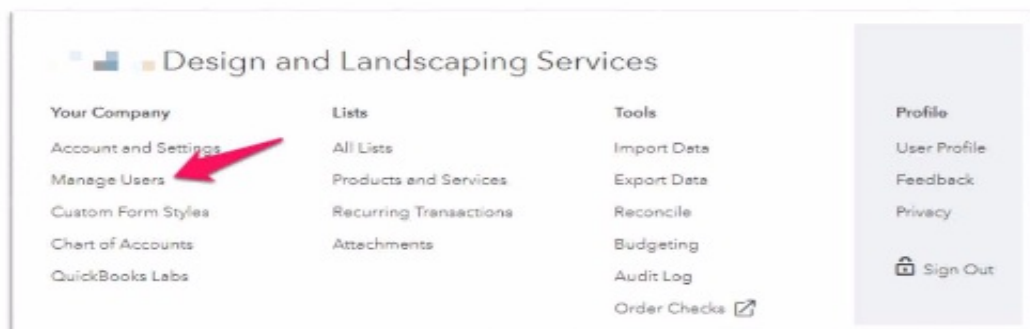 Design and Landscaping Services
Your Company
Account and Settings
Manage Users
Custom Form Styles
Chart of Accounts
QuickBooks Labs
Lists
All Lists
Products and Services
Recurring Transactions
Attachments
Tools
Import Data
Export Data
Reconcile
Budgeting
Audit Log
Order Checks
Profile
User Profile
Feedback
Privacy
Sign Out